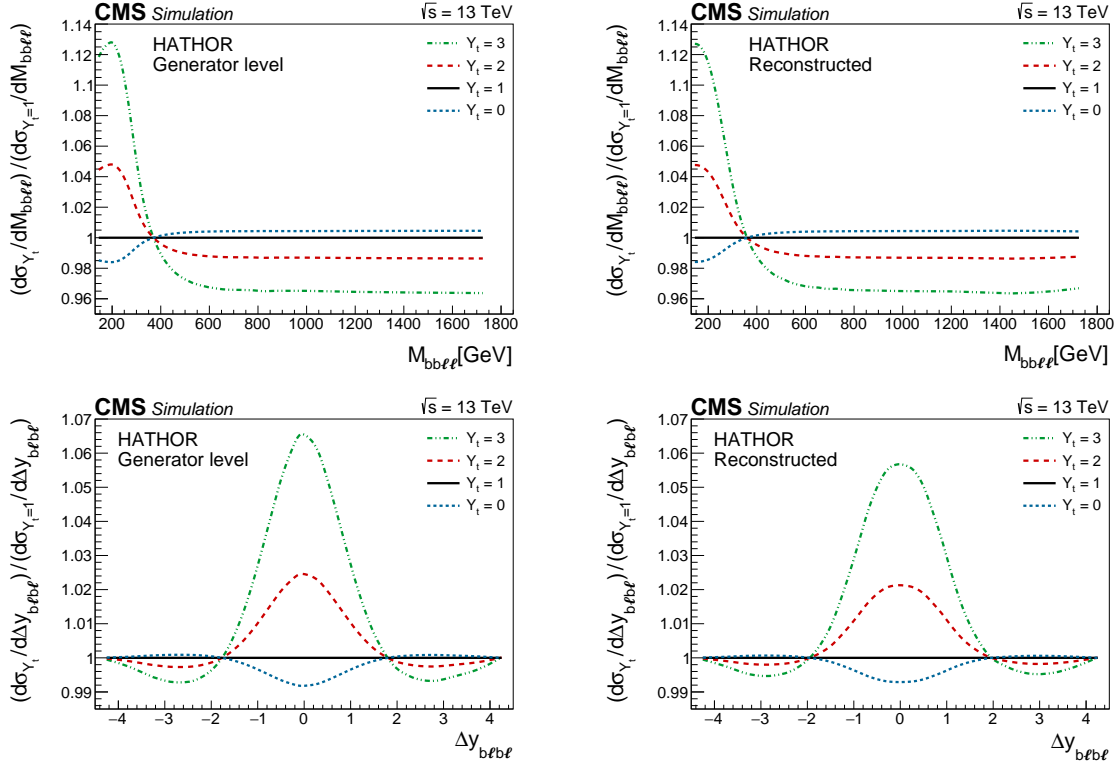 CMS Simulation √s = 13 TeV
HATHOR
Generator level
Y_t = 3
Y_t = 2
Y_t = 1
Y_t = 0
(dσ_{Y_t}/dM_{bbℓℓ}) / (dσ_{Y_t=1}/dM_{bbℓℓ})
1.14
1.12
1.1
1.08
1.06
1.04
1.02
1
0.98
0.96
200 400 600 800 1000 1200 1400 1600 1800
M_{bbℓℓ}[GeV]
CMS Simulation √s = 13 TeV
HATHOR
Reconstructed
Y_t = 3
Y_t = 2
Y_t = 1
Y_t = 0
(dσ_{Y_t}/dM_{bbℓℓ}) / (dσ_{Y_t=1}/dM_{bbℓℓ})
1.14
1.12
1.1
1.08
1.06
1.04
1.02
1
0.98
0.96
200 400 600 800 1000 1200 1400 1600 1800
M_{bbℓℓ}[GeV]
CMS Simulation √s = 13 TeV
HATHOR
Generator level
Y_t = 3
Y_t = 2
Y_t = 1
Y_t = 0
(dσ_{Y_t}/dΔy_{bℓbℓ}) / (dσ_{Y_t=1}/dΔy_{bℓbℓ})
1.07
1.06
1.05
1.04
1.03
1.02
1.01
1
0.99
−4 −3 −2 −1 0 1 2 3 4
Δy_{bℓbℓ}
CMS Simulation √s = 13 TeV
HATHOR
Reconstructed
Y_t = 3
Y_t = 2
Y_t = 1
Y_t = 0
(dσ_{Y_t}/dΔy_{bℓbℓ}) / (dσ_{Y_t=1}/dΔy_{bℓbℓ})
1.07
1.06
1.05
1.04
1.03
1.02
1.01
1
0.99
−4 −3 −2 −1 0 1 2 3 4
Δy_{bℓbℓ}